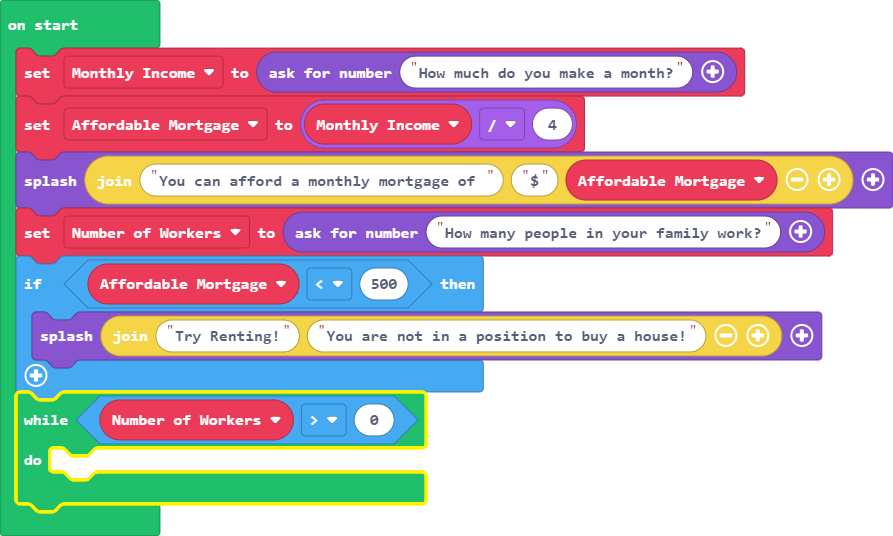 on start
set Monthly Income to ask for number "How much do you make a month?"
set Affordable Mortgage to Monthly Income / 4
splash join "You can afford a monthly mortgage of " "$" Affordable Mortgage
set Number of Workers to ask for number "How many people in your family work?"
if Affordable Mortgage < 500 then
splash join "Try Renting!" "You are not in a position to buy a house!"
while Number of Workers > 0
do